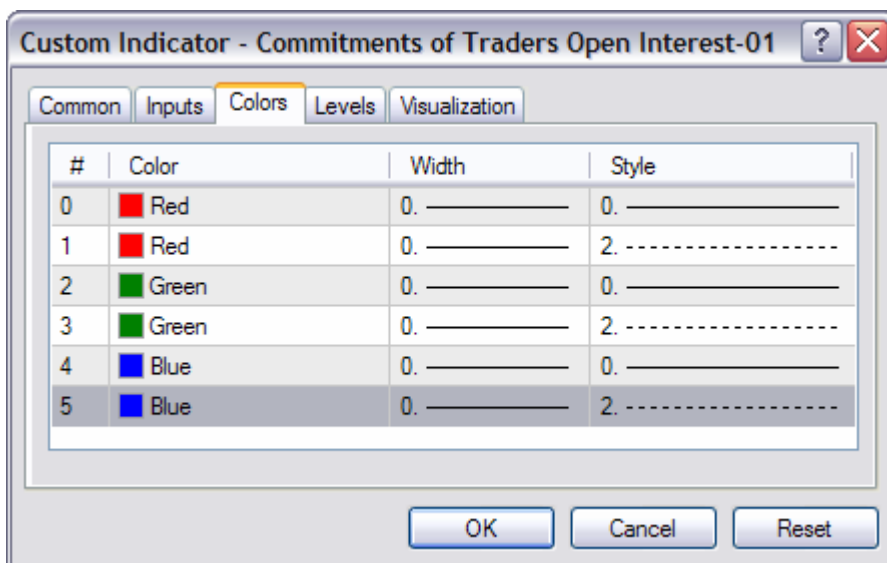 Custom Indicator - Commitments of Traders Open Interest-01 ?
Common Inputs Colors Levels Visualization
# Color Width Style
0 Red 0. 0.
1 Red 0. 2.
2 Green 0. 0.
3 Green 0. 2.
4 Blue 0. 0.
5 Blue 0. 2.
OK Cancel Reset